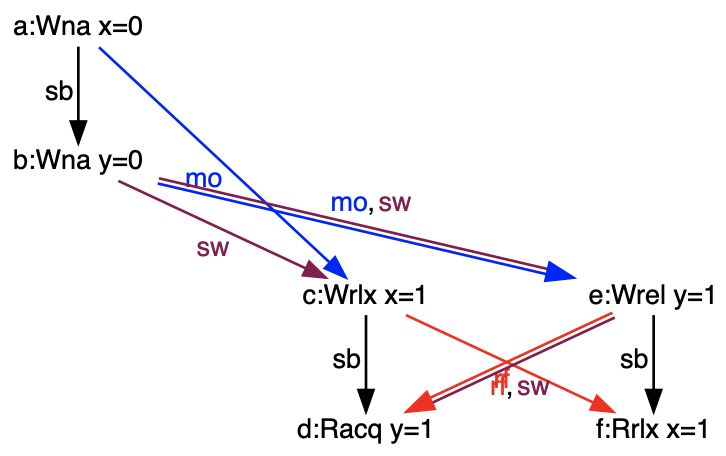 a:Wna x=0
sb
b:Wna y=0
mo
mo, sw
sw
c:Wrlx x=1
e:Wrel y=1
sb
rf
rf, sw
sb
d:Racq y=1
f:Rrlx x=1